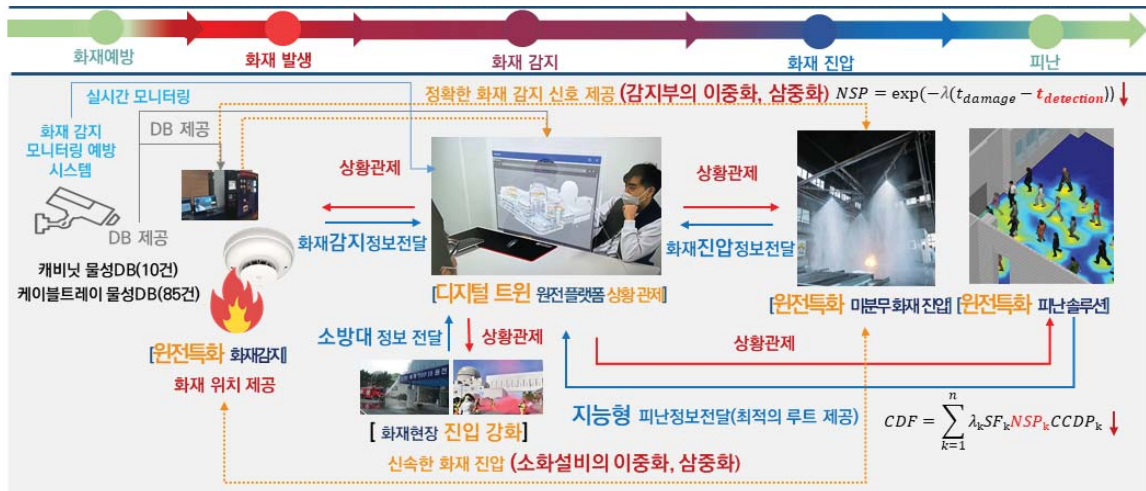 화재예방
화재 발생
화재 감지
화재 진압
피난
실시간 모니터링
정확한 화재 감지 신호 제공 (감지부의 이중화, 삼중화)
NSP = exp(−λ(t_damage − t_detection))
DB 제공
화재 감지
모니터링 예방
시스템
DB 제공
상황관제
상황관제
화재감지정보전달
화재진압정보전달
캐비닛 물성DB(10건)
케이블트레이 물성DB(85건)
[디지털 트윈 원전 플랫폼 상황 관제]
[원전특화 미분무 화재 진압]
[원전특화 피난 솔루션]
소방대 정보 전달
상황관제
상황관제
[원전특화 화재감지]
화재 위치 제공
지능형 피난정보전달(최적의 루트 제공)
[ 화재현장 진입 강화]
CDF = ∑_{k=1}^{n} λ_k SF_k NSP_k CCDP_k
신속한 화재 진압 (소화설비의 이중화, 삼중화)